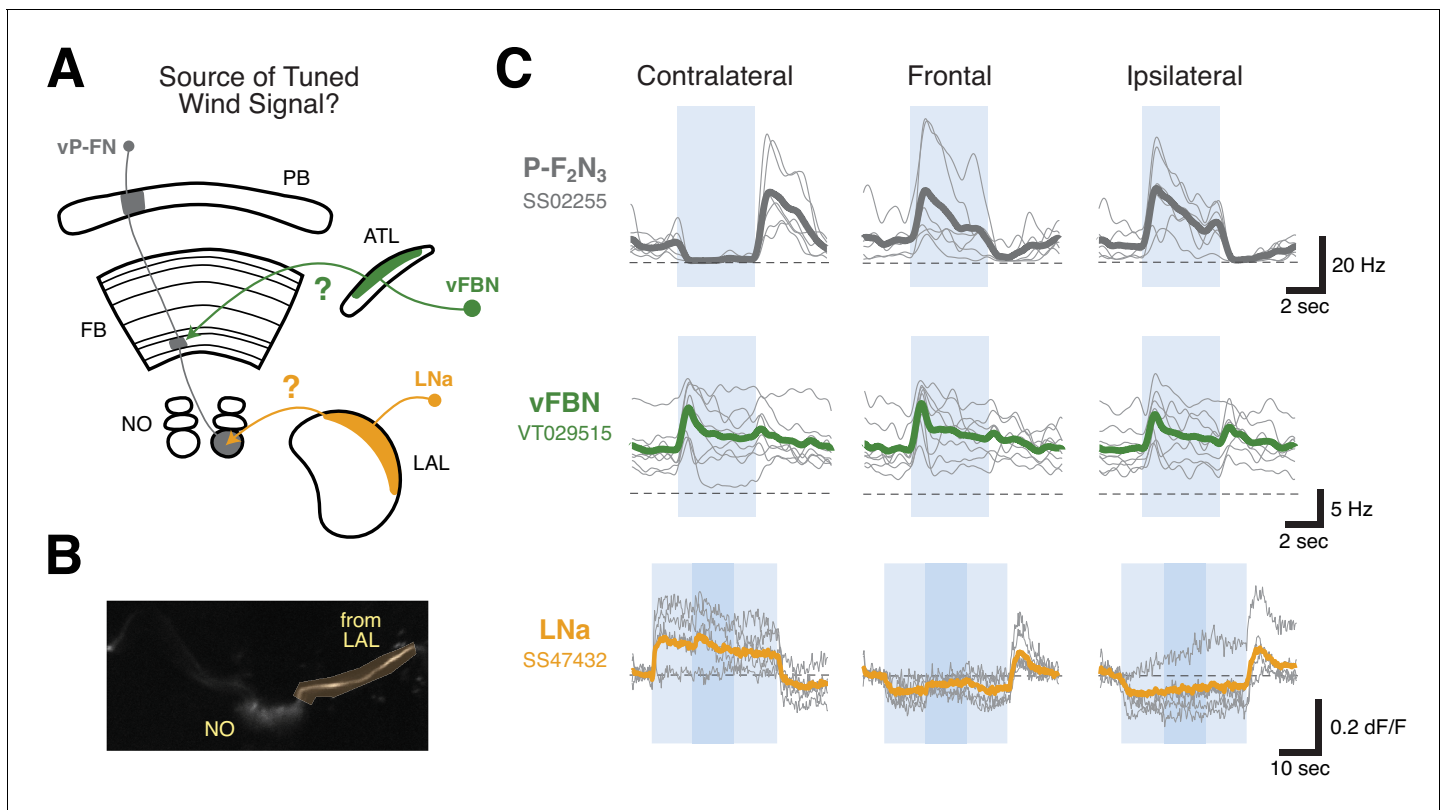 A
Source of Tuned
Wind Signal?
vP-FN
PB
ATL
?
vFBN
FB
?
LNa
NO
LAL
B
from
LAL
NO
C
Contralateral
Frontal
Ipsilateral
P-F₂N₃
SS02255
20 Hz
2 sec
vFBN
VT029515
5 Hz
2 sec
LNa
SS47432
0.2 dF/F
10 sec